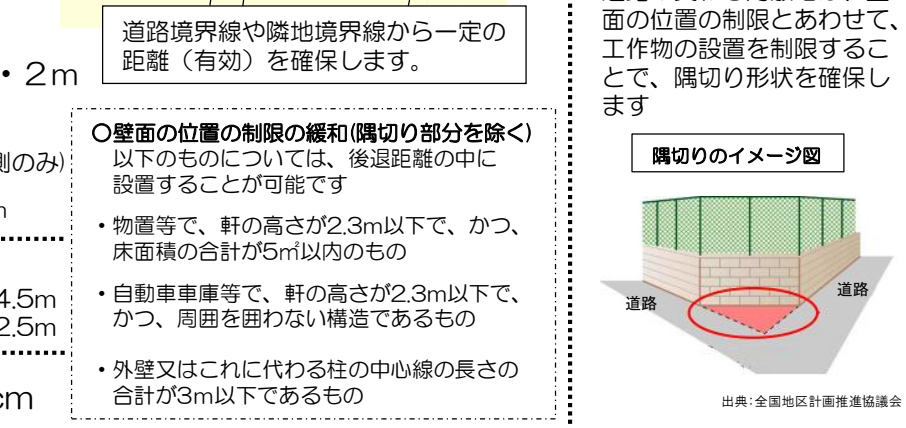 道路境界線や隣地境界線から一定の
距離（有効）を確保します。
・2m
○壁面の位置の制限の緩和(隅切り部分を除く)
以下のものについては、後退距離の中に
設置することが可能です
・物置等で、軒の高さが2.3m以下で、かつ、
床面積の合計が5㎡以内のもの
・自動車車庫等で、軒の高さが2.3m以下で、
かつ、周囲を囲わない構造であるもの
・外壁又はこれに代わる柱の中心線の長さの
合計が3m以下であるもの
則のみ)
m
4.5m
2.5m
cm
面の位置の制限とあわせて、
工作物の設置を制限するこ
とで、隅切り形状を確保し
ます
隅切りのイメージ図
道路
道路
出典：全国地区計画推進協議会